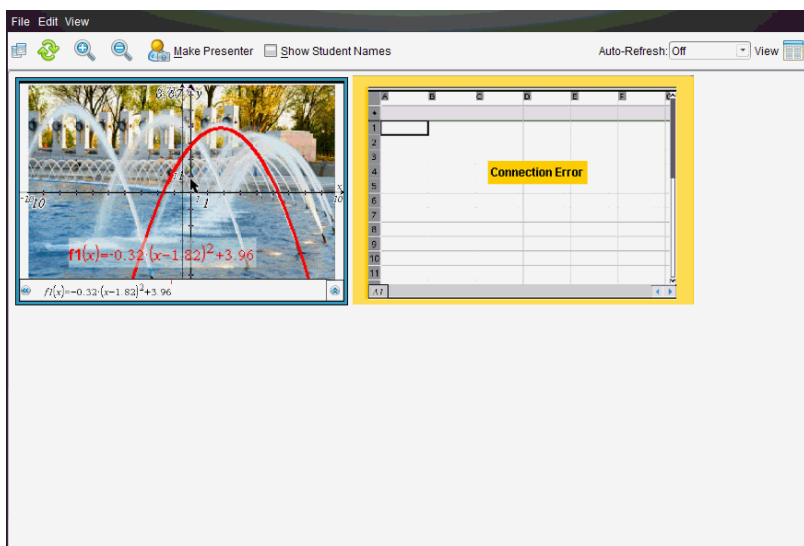 File Edit View
Make Presenter Show Student Names Auto-Refresh: Off View
y
x
10
1
f1(x)=-0.32·(x-1.82)²+3.96
f1(x)=-0.32·(x-1.82)²+3.96
A B C D E F
1
2
3
4
Connection Error
5
6
7
8
9
10
11
A1